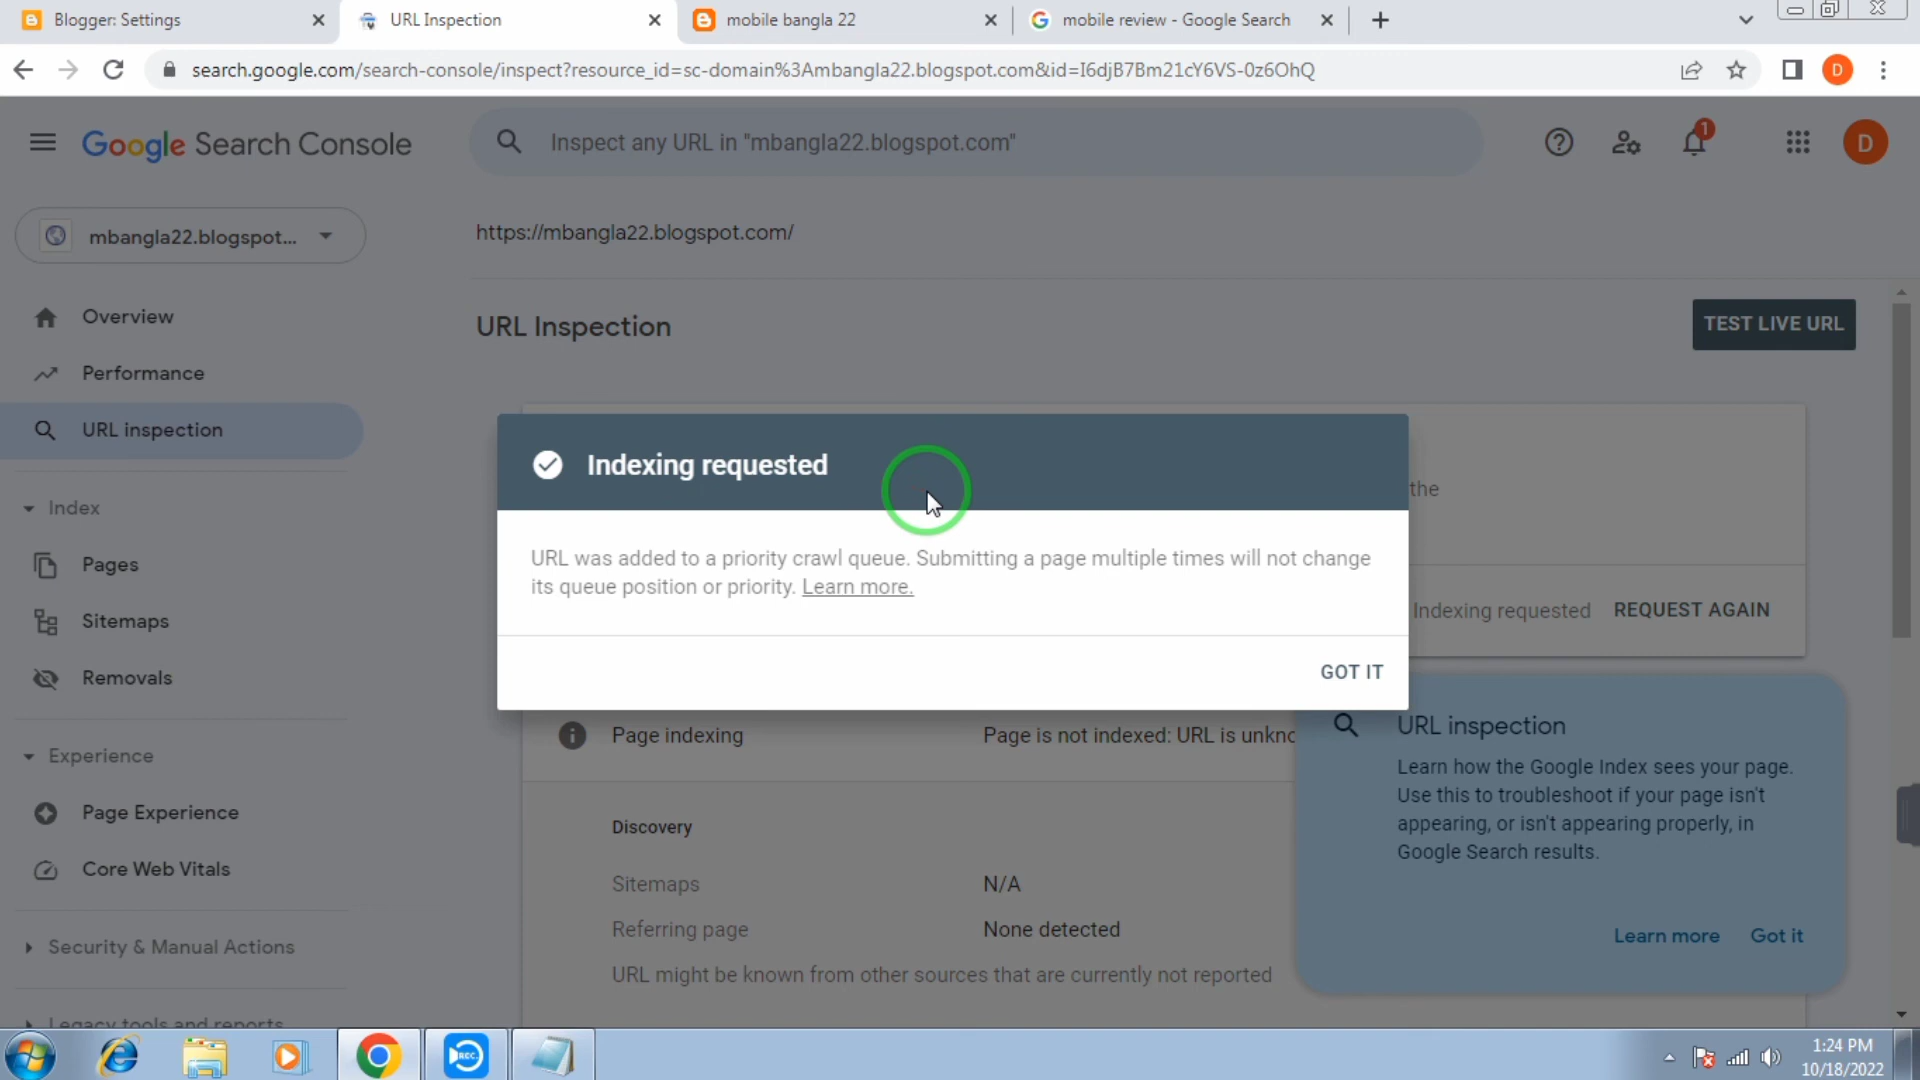 Blogger: Settings
URL Inspection
mobile bangla 22
mobile review - Google Search
search.google.com/search-console/inspect?resource_id=sc-domain%3Ambangla22.blogspot.com&id=I6djB7Bm21cY6VS-0z6OhQ
D
Google Search Console
Inspect any URL in "mbangla22.blogspot.com"
1
D
mbangla22.blogspot...
https://mbangla22.blogspot.com/
Overview
URL Inspection
TEST LIVE URL
Performance
URL inspection
Indexing requested
the
Index
URL was added to a priority crawl queue. Submitting a page multiple times will not change
its queue position or priority. Learn more.
Pages
Indexing requested
REQUEST AGAIN
Sitemaps
GOT IT
Removals
Page indexing
Page is not indexed: URL is unkno
URL inspection
Learn how the Google Index sees your page.
Use this to troubleshoot if your page isn't
appearing, or isn't appearing properly, in
Google Search results.
Learn more
Got it
Experience
Page Experience
Discovery
Core Web Vitals
Sitemaps
N/A
Referring page
None detected
Security & Manual Actions
URL might be known from other sources that are currently not reported
Legacy tools and reports
REC
1:24 PM
10/18/2022